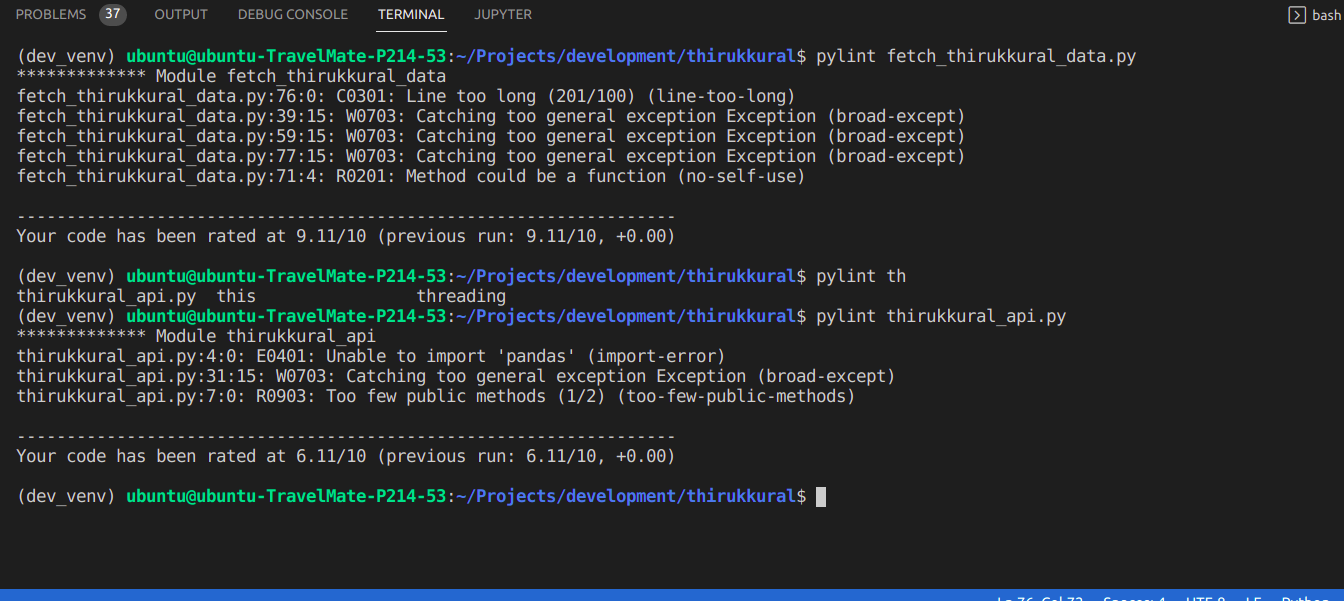 PROBLEMS 37 OUTPUT DEBUG CONSOLE TERMINAL JUPYTER bash
(dev_venv) ubuntu@ubuntu-TravelMate-P214-53:~/Projects/development/thirukkural$ pylint fetch_thirukkural_data.py
************* Module fetch_thirukkural_data
fetch_thirukkural_data.py:76:0: C0301: Line too long (201/100) (line-too-long)
fetch_thirukkural_data.py:39:15: W0703: Catching too general exception Exception (broad-except)
fetch_thirukkural_data.py:59:15: W0703: Catching too general exception Exception (broad-except)
fetch_thirukkural_data.py:77:15: W0703: Catching too general exception Exception (broad-except)
fetch_thirukkural_data.py:71:4: R0201: Method could be a function (no-self-use)
------------------------------------------------------------------
Your code has been rated at 9.11/10 (previous run: 9.11/10, +0.00)
(dev_venv) ubuntu@ubuntu-TravelMate-P214-53:~/Projects/development/thirukkural$ pylint th
thirukkural_api.py this threading
(dev_venv) ubuntu@ubuntu-TravelMate-P214-53:~/Projects/development/thirukkural$ pylint thirukkural_api.py
************* Module thirukkural_api
thirukkural_api.py:4:0: E0401: Unable to import 'pandas' (import-error)
thirukkural_api.py:31:15: W0703: Catching too general exception Exception (broad-except)
thirukkural_api.py:7:0: R0903: Too few public methods (1/2) (too-few-public-methods)
------------------------------------------------------------------
Your code has been rated at 6.11/10 (previous run: 6.11/10, +0.00)
(dev_venv) ubuntu@ubuntu-TravelMate-P214-53:~/Projects/development/thirukkural$